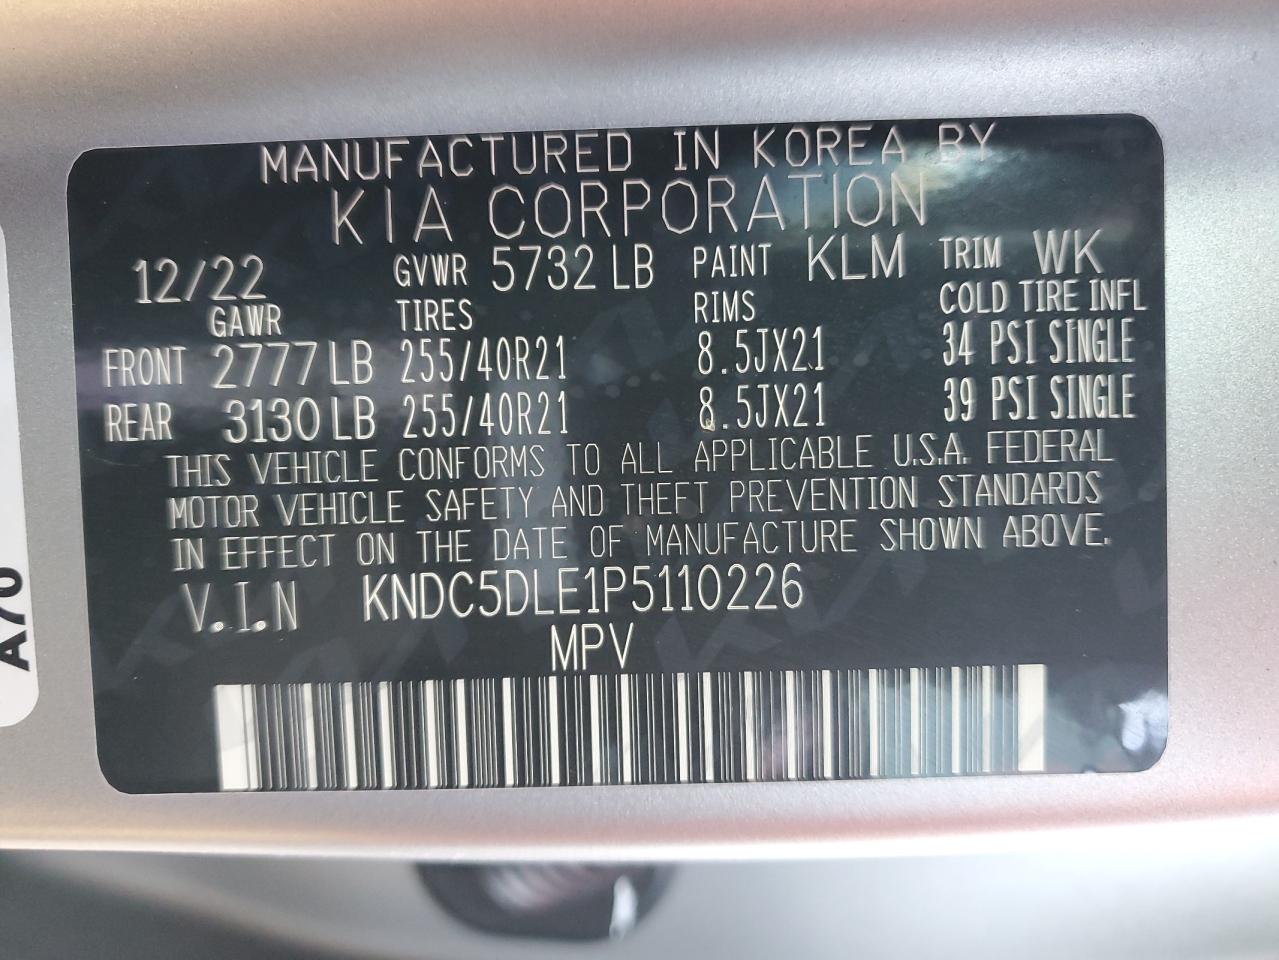 MANUFACTURED IN KOREA BY
KIA CORPORATION
12/22 GVWR 5732 LB PAINT KLM TRIM WK
GAWR TIRES RIMS COLD TIRE INFL
FRONT 2777 LB 255/40R21 8.5JX21 34 PSI SINGLE
REAR 3130 LB 255/40R21 8.5JX21 39 PSI SINGLE
THIS VEHICLE CONFORMS TO ALL APPLICABLE U.S.A. FEDERAL
MOTOR VEHICLE SAFETY AND THEFT PREVENTION STANDARDS
IN EFFECT ON THE DATE OF MANUFACTURE SHOWN ABOVE.
V.I.N KNDC5DLE1P5110226
MPV
A70